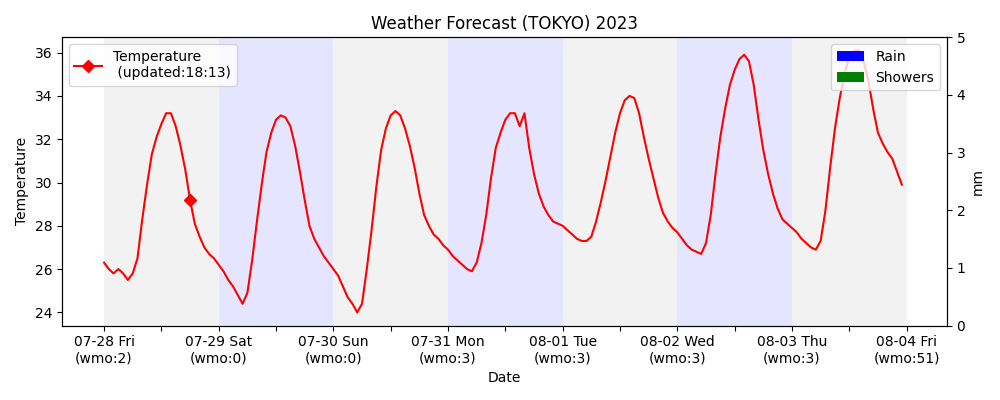 Weather Forecast (TOKYO) 2023
Temperature
(updated:18:13)
Rain
Showers
36
34
32
30
28
26
24
Temperature
5
4
3
2
1
0
mm
07-28 Fri
(wmo:2)
07-29 Sat
(wmo:0)
07-30 Sun
(wmo:0)
07-31 Mon
(wmo:3)
08-01 Tue
(wmo:3)
08-02 Wed
(wmo:3)
08-03 Thu
(wmo:3)
08-04 Fri
(wmo:51)
Date